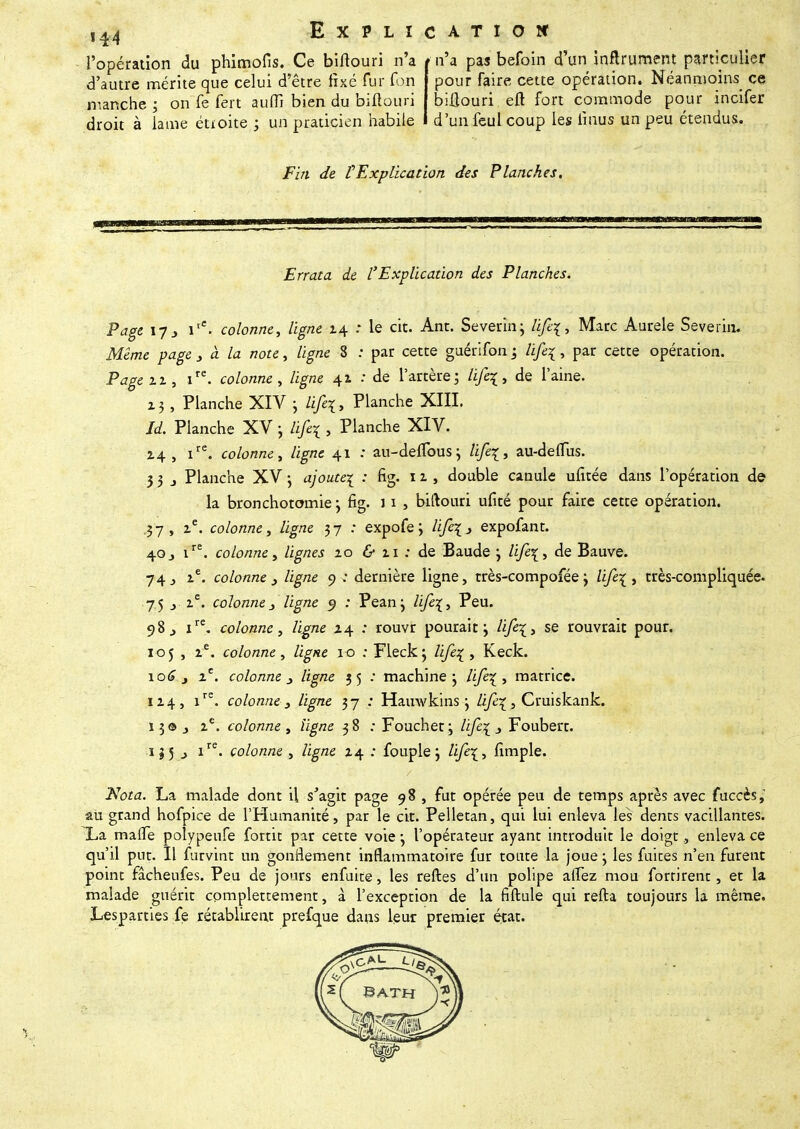 144 EXPLICATION
l'opération du phimoſis. Ce biſtouri n'a
d'autre mérite que celui d'être fixé ſur ſon
manche ; on ſe ſert auſſi bien du biſtouri
droit à lame étroite ; un praticien habile
n'a pas beſoin d'un inſtrument particulier
pour faire cette opération. Néanmoins ce
biſtouri eſt fort commode pour inciſer
d'un ſeul coup les ſinus un peu étendus.
Fin de l'Explication des Planches.
Errata de l'Explication des Planches.
Page 17, 1re. colonne, ligne 24 : le cit. Ant. Severin; liſez, Marc Aurele Severin.
Même page, à la note, ligne 8 : par cette guériſon; liſez, par cette opération.
Page 22, 1re. colonne, ligne 42 : de l'artère; liſez, de l'aine.
23, Planche XIV ; liſez, Planche XIII.
Id. Planche XV ; liſez, Planche XIV.
24, 1re. colonne, ligne 41 : au-deſſous; liſez, au-deſſus.
33, Planche XV; ajoutez : fig. 12, double canule uſitée dans l'opération de
la bronchotomie; fig. 11, biſtouri uſité pour faire cette opération.
37, 2e. colonne, ligne 37 : expoſe; liſez, expoſant.
40, 1re. colonne, lignes 20 & 21 : de Baude ; liſez, de Bauve.
74, 2e. colonne, ligne 9 : dernière ligne, très-compoſée; liſez, très-compliquée.
75, 2e. colonne, ligne 9 : Pean; liſez, Peu.
98, 1re. colonne, ligne 24 : rouvr pourait; liſez, se rouvrait pour.
105, 2e. colonne, ligne 10 : Fleck; liſez, Keck.
106, 2e. colonne, ligne 35 : machine; liſez, matrice.
124, 1re. colonne, ligne 37 : Hauwkins; liſez, Cruiskank.
130, 2e. colonne, ligne 38 : Fouchet; liſez, Foubert.
135, 1re. colonne, ligne 24 : ſouple; liſez, ſimple.
Nota. La malade dont il s'agit page 98, fut opérée peu de temps après avec ſuccès,
au grand hoſpice de l'Humanité, par le cit. Pelletan, qui lui enleva les dents vacillantes.
La maſſe polypeuſe ſortit par cette voie; l'opérateur ayant introduit le doigt, enleva ce
qu'il put. Il ſurvint un gonflement inflammatoire ſur toute la joue; les ſuites n'en furent
point fâcheuſes. Peu de jours enſuite, les reſtes d'un polipe aſſez mou ſortirent, et la
malade guérit complettement, à l'exception de la fiſtule qui reſta toujours la même.
Les parties ſe rétablirent preſque dans leur premier état.
MEDICAL LIBRARY
BATH